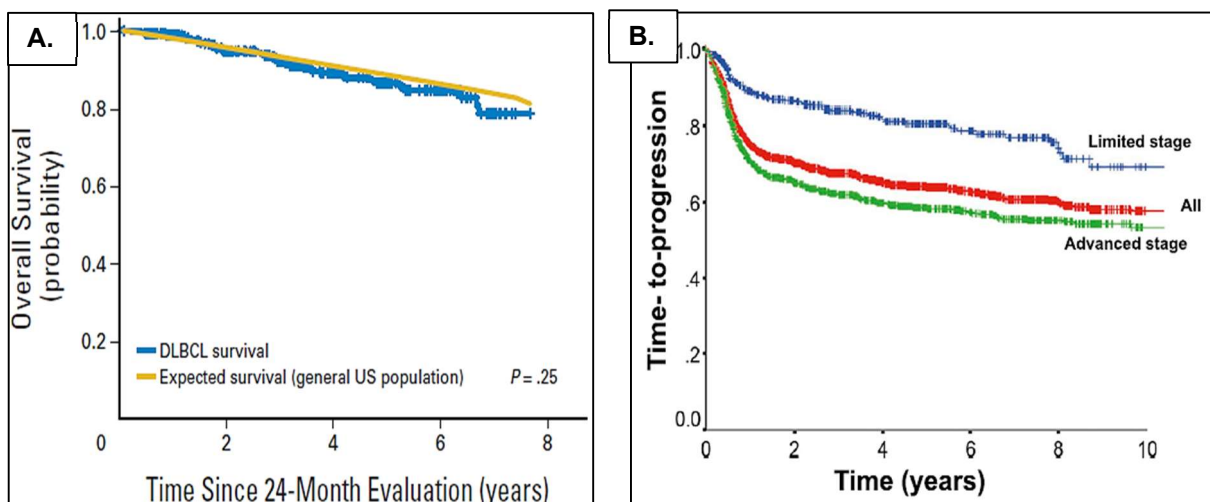 A.
1.0
0.8
0.6
0.4
0.2
0
2
4
6
8
Overall Survival
(probability)
DLBCL survival
Expected survival (general US population)
P = .25
Time Since 24-Month Evaluation (years)
B.
1.0
.8
.6
.4
.2
0.0
0
2
4
6
8
10
Time- to-progression
Limited stage
All
Advanced stage
Time (years)